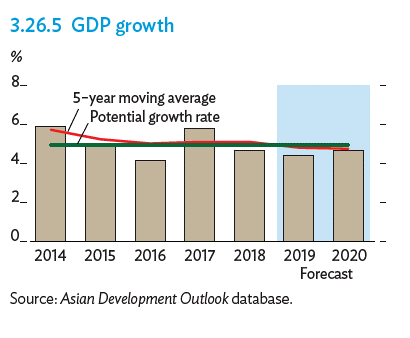 3.26.5 GDP growth
%
8
5-year moving average
Potential growth rate
6
4
2
0
2014 2015 2016 2017 2018 2019 2020
Forecast
Source: Asian Development Outlook database.